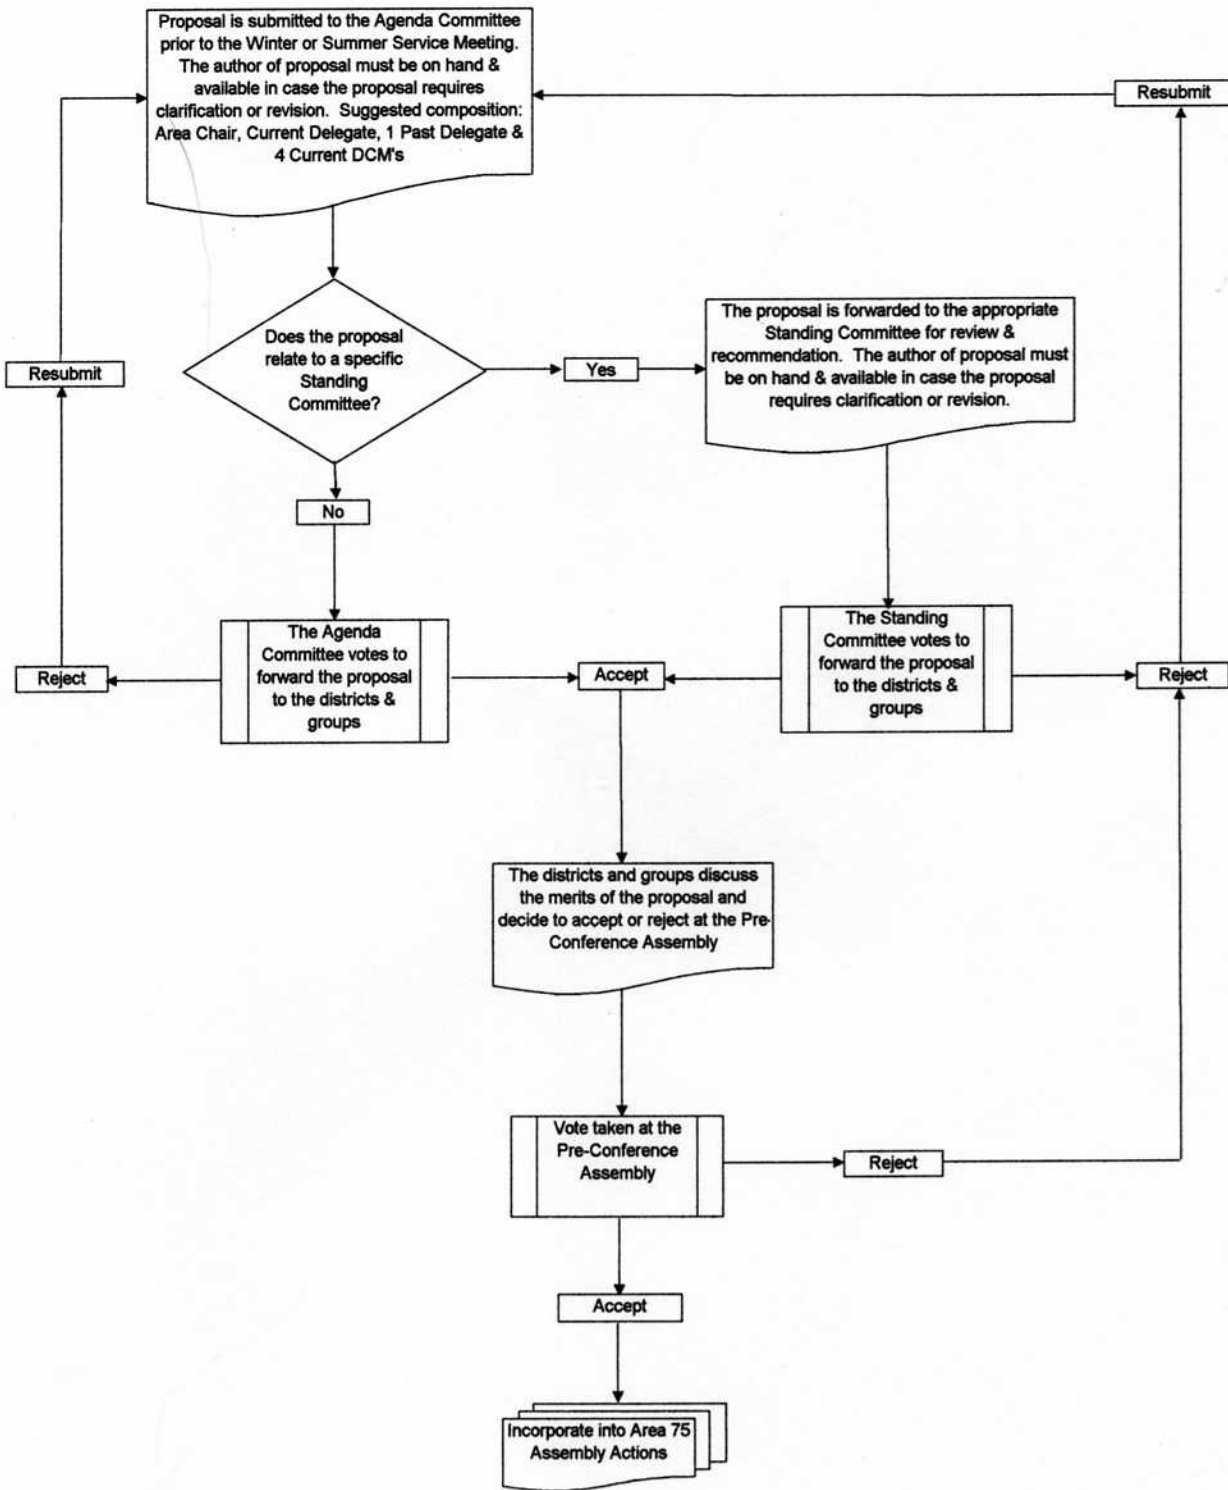 Proposal is submitted to the Agenda Committee
prior to the Winter or Summer Service Meeting.
The author of proposal must be on hand &
available in case the proposal requires
clarification or revision.  Suggested composition:
Area Chair, Current Delegate, 1 Past Delegate &
4 Current DCM's
Resubmit
Does the proposal
relate to a specific
Standing
Committee?
Yes
The proposal is forwarded to the appropriate
Standing Committee for review &
recommendation.  The author of proposal must
be on hand & available in case the proposal
requires clarification or revision.
Resubmit
No
Reject
The Agenda
Committee votes to
forward the proposal
to the districts &
groups
Accept
The Standing
Committee votes to
forward the proposal
to the districts &
groups
Reject
The districts and groups discuss
the merits of the proposal and
decide to accept or reject at the Pre-
Conference Assembly
Vote taken at the
Pre-Conference
Assembly
Reject
Accept
Incorporate into Area 75
Assembly Actions